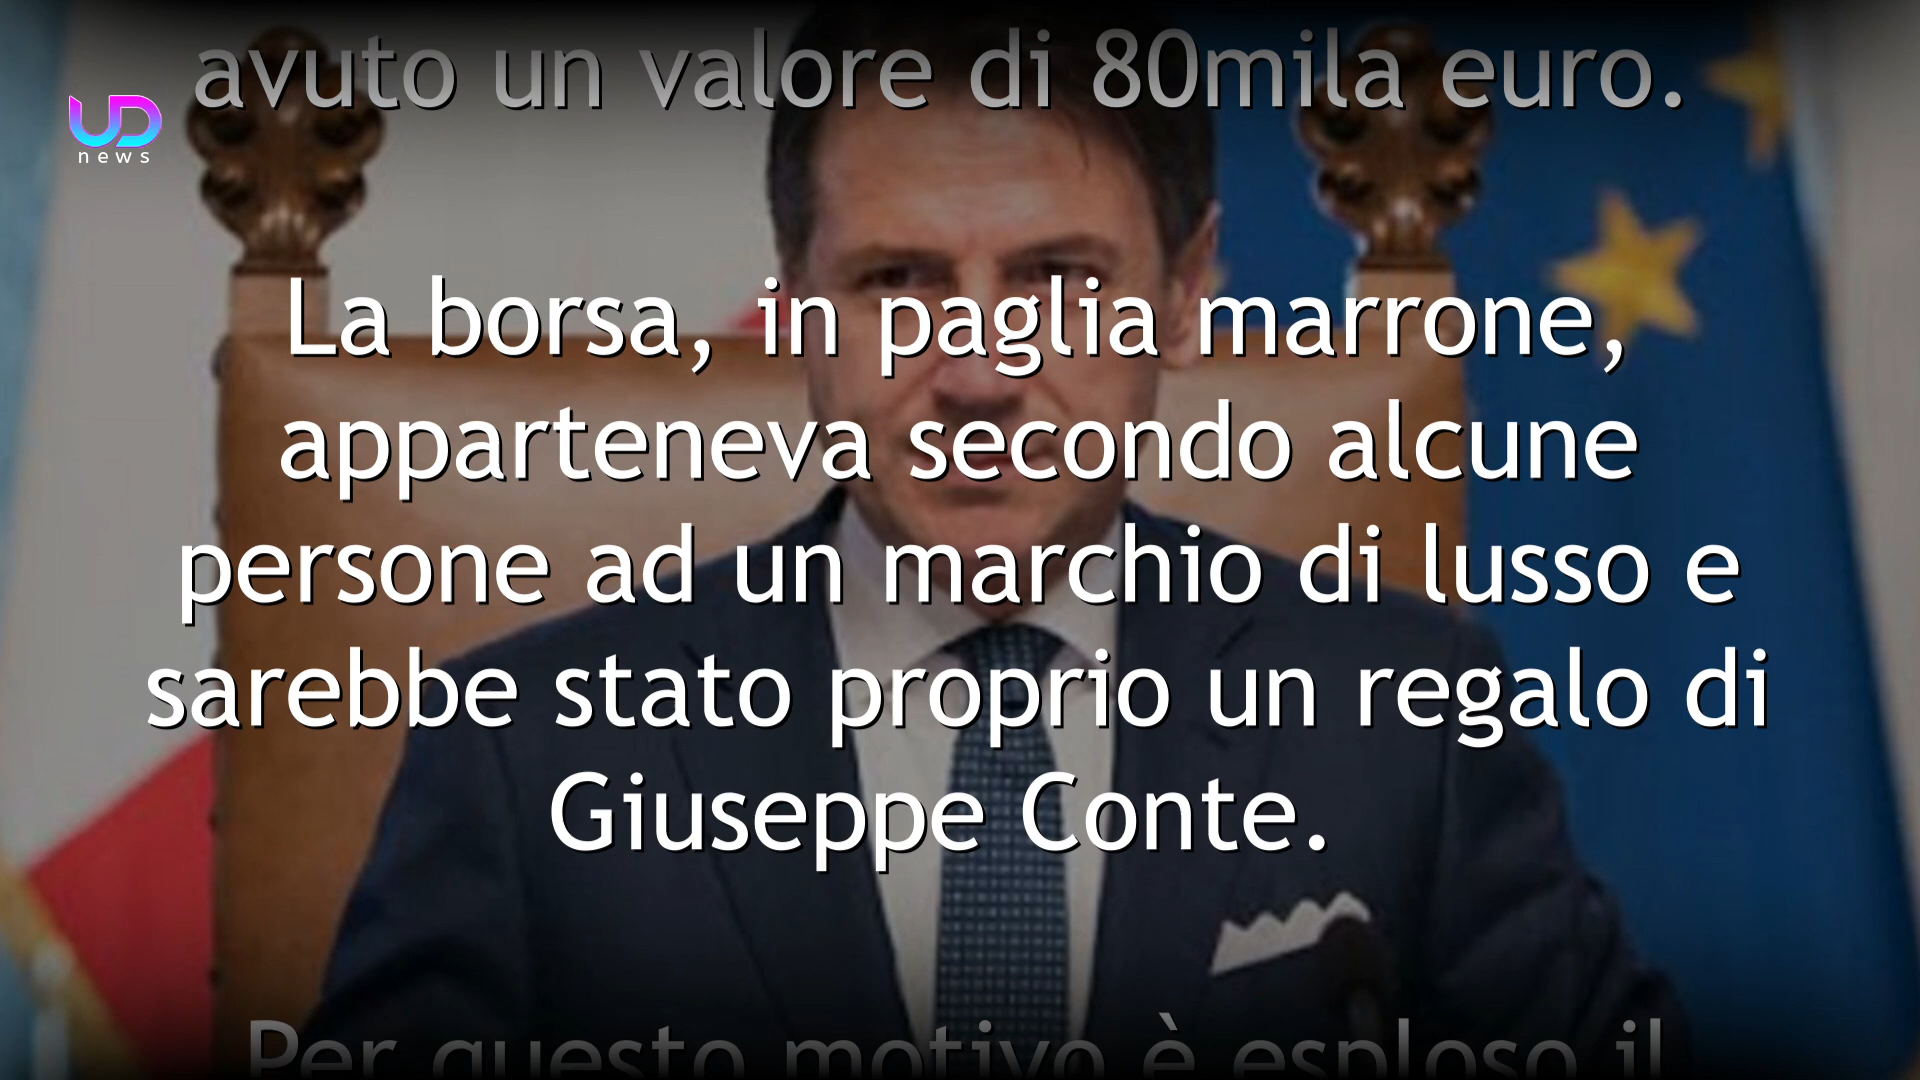 avuto un valore di 80mila euro.
UD
news
La borsa, in paglia marrone,
apparteneva secondo alcune
persone ad un marchio di lusso e
sarebbe stato proprio un regalo di
Giuseppe Conte.
Per questo motivo è esploso il